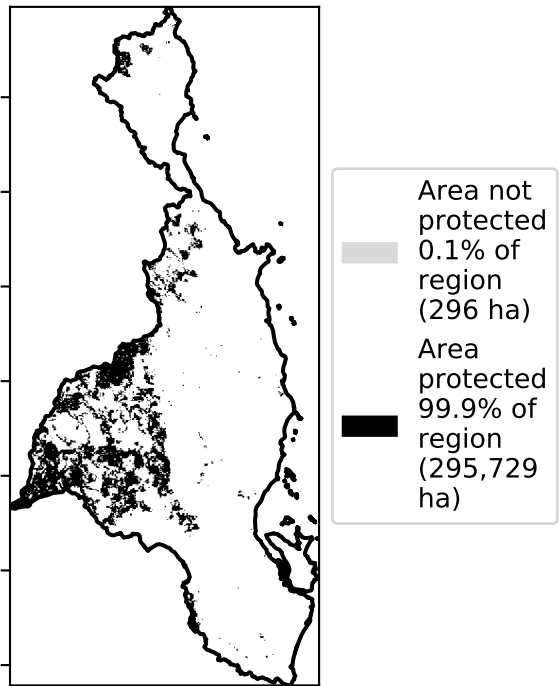 Area not
protected
0.1% of
region
(296 ha)
Area
protected
99.9% of
region
(295,729
ha)